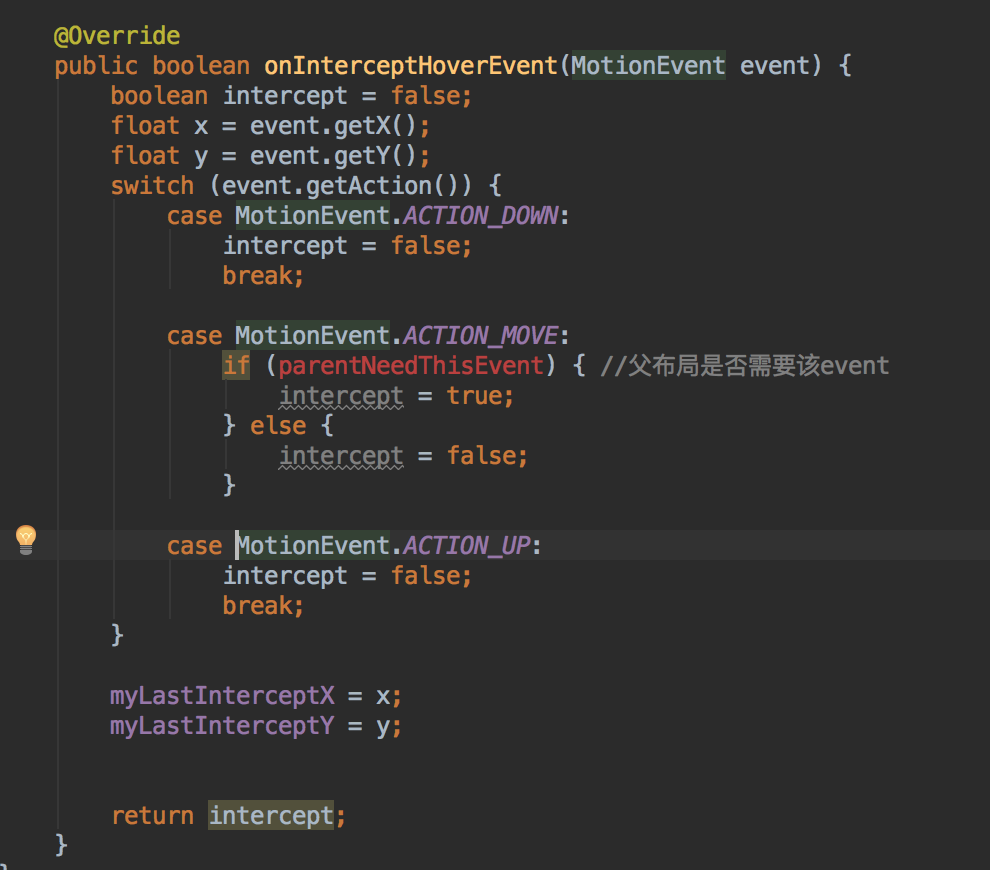 @Override
public boolean onInterceptHoverEvent(MotionEvent event) {
boolean intercept = false;
float x = event.getX();
float y = event.getY();
switch (event.getAction()) {
case MotionEvent.ACTION_DOWN:
intercept = false;
break;
case MotionEvent.ACTION_MOVE:
if (parentNeedThisEvent) { //父布局是否需要该event
intercept = true;
} else {
intercept = false;
}
case MotionEvent.ACTION_UP:
intercept = false;
break;
}
myLastInterceptX = x;
myLastInterceptY = y;
return intercept;
}